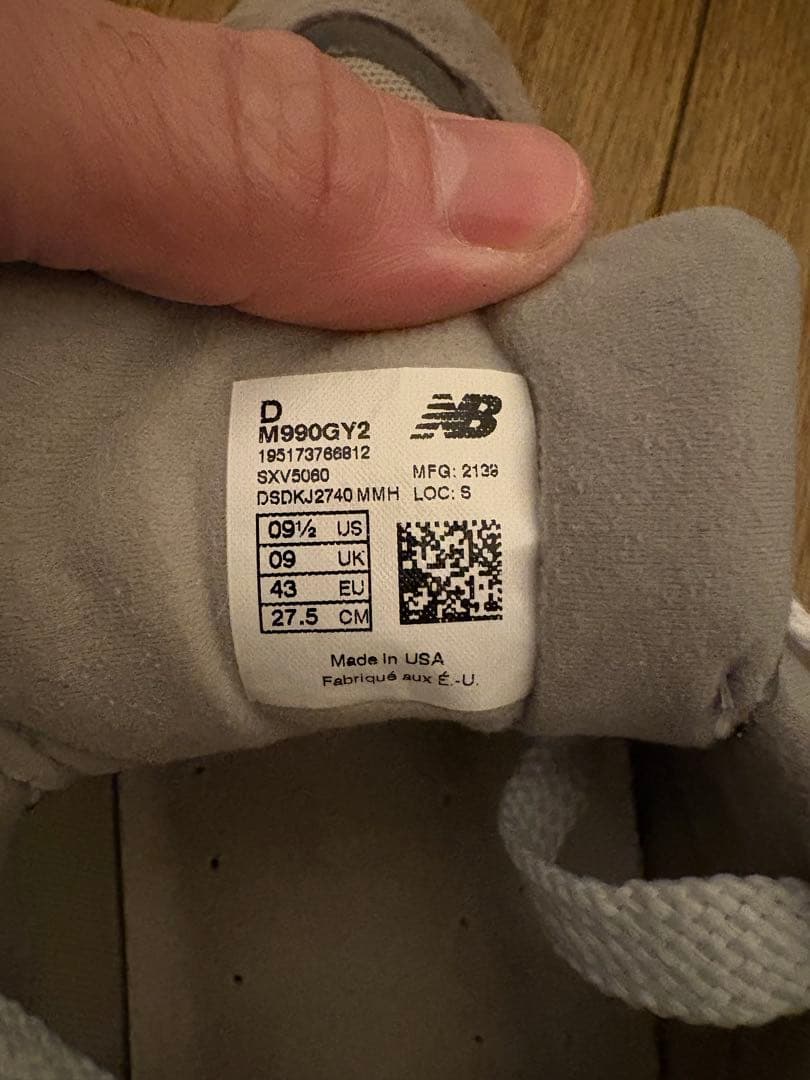 D
M990GY2
195173766812
SXV5060
MFG: 2139
DSDKJ2740 MMH LOC: S
09½ US
09 UK
43 EU
27.5 CM
NB
Made in USA
Fabriqué aux É.-U.